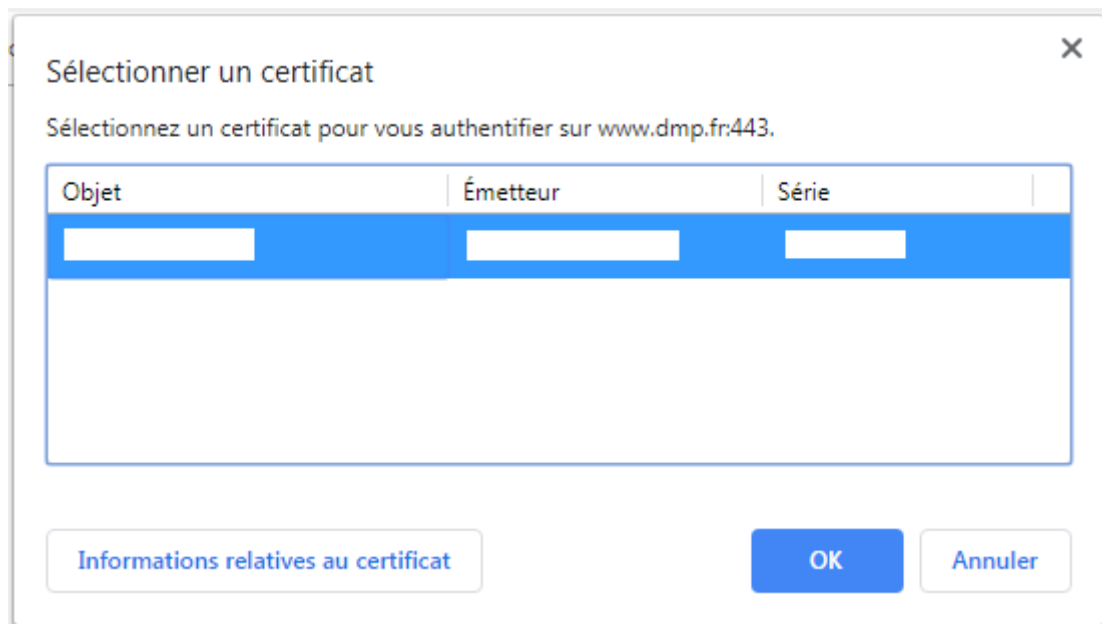 Sélectionner un certificat
Sélectionnez un certificat pour vous authentifier sur www.dmp.fr:443.
Objet Émetteur Série
Informations relatives au certificat OK Annuler